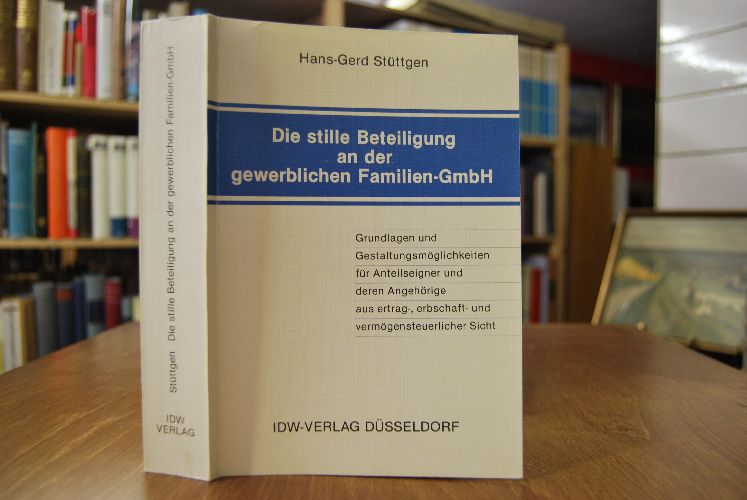 Hans-Gerd Stüttgen
Die stille Beteiligung
an der
gewerblichen Familien-GmbH
Grundlagen und
Gestaltungsmöglichkeiten
für Anteilseigner und
deren Angehörige
aus ertrag-, erbschaft- und
vermögensteuerlicher Sicht
IDW-VERLAG DÜSSELDORF
Stüttgen Die stille Beteiligung an der gewerblichen Familien-GmbH
IDW
VERLAG